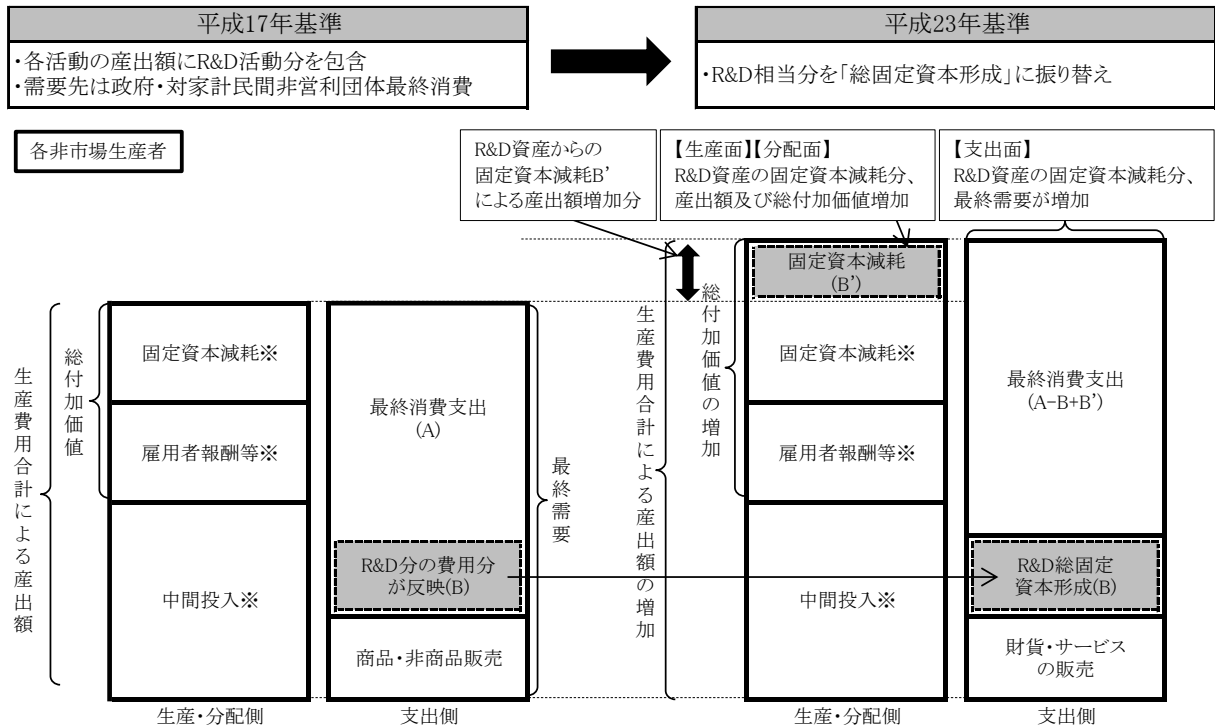 平成17年基準
・各活動の産出額にR&D活動分を包含
・需要先は政府・対家計民間非営利団体最終消費
平成23年基準
・R&D相当分を「総固定資本形成」に振り替え
各非市場生産者
R&D資産からの
固定資本減耗B’
による産出額増加分
【生産面】【分配面】
R&D資産の固定資本減耗分、
産出額及び総付加価値増加
【支出面】
R&D資産の固定資本減耗分、
最終需要が増加
生産費用合計による産出額
総付加価値
固定資本減耗※
雇用者報酬等※
中間投入※
最終消費支出
(A)
R&D分の費用分
が反映(B)
商品・非商品販売
最終需要
生産・分配側
支出側
生産費用合計による産出額の増加
総付加価値の増加
固定資本減耗
(B’)
固定資本減耗※
雇用者報酬等※
中間投入※
最終消費支出
(A−B+B’)
R&D総固定
資本形成(B)
財貨・サービス
の販売
生産・分配側
支出側